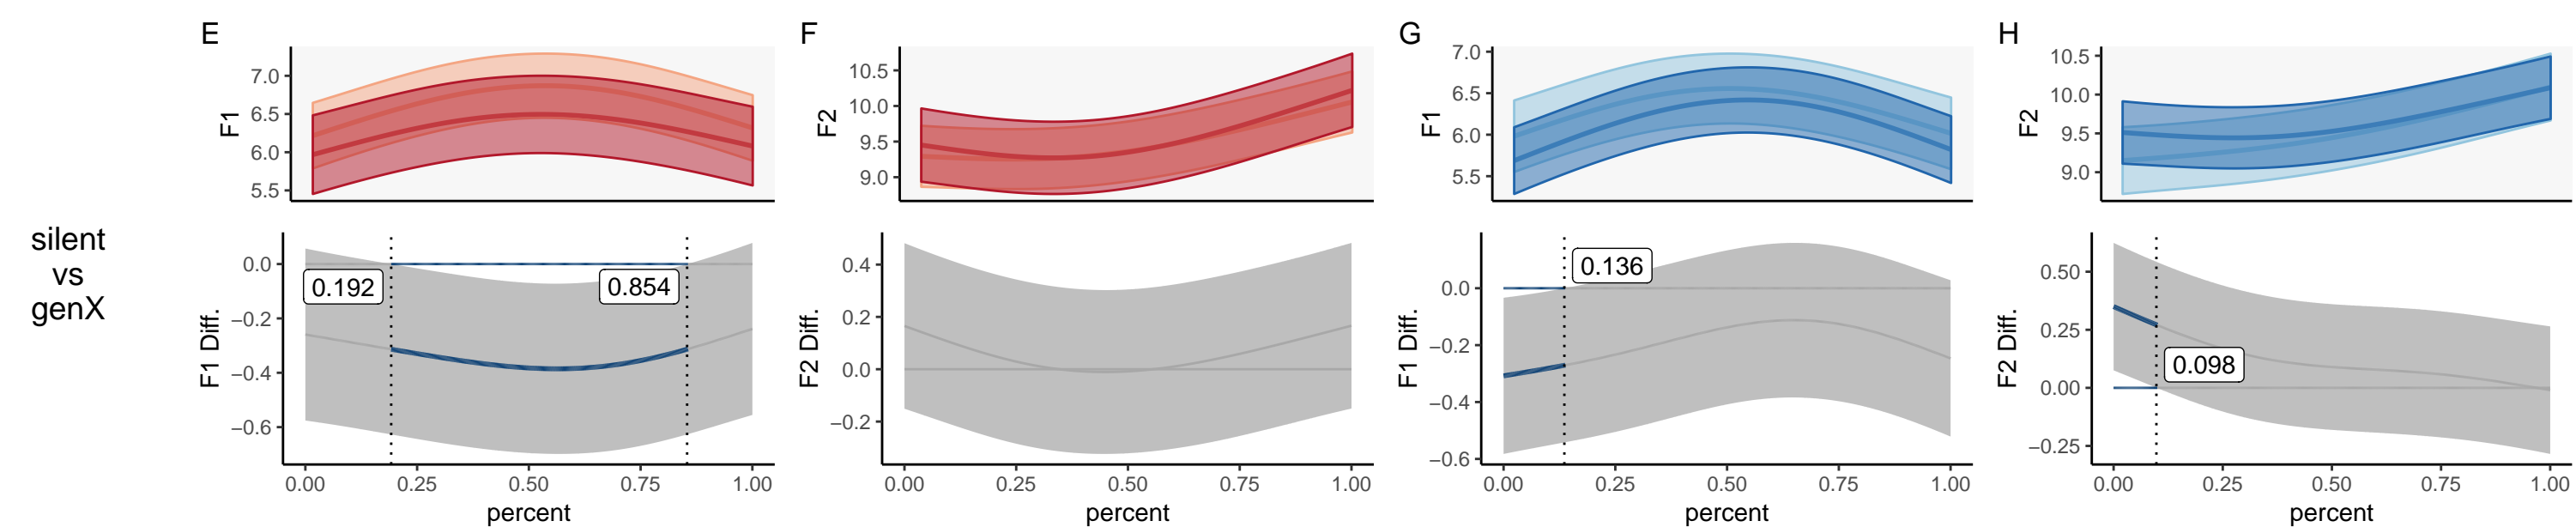 E
F
G
H
F1
7.0
6.5
6.0
5.5
F2
10.5
10.0
9.5
9.0
F1
7.0
6.5
6.0
5.5
F2
10.5
10.0
9.5
9.0
silent
vs
genX
F1 Diff.
0.0
−0.2
−0.4
−0.6
0.192
0.854
F2 Diff.
0.4
0.2
0.0
−0.2
F1 Diff.
0.0
−0.2
−0.4
−0.6
0.136
F2 Diff.
0.50
0.25
0.00
−0.25
0.098
0.00 0.25 0.50 0.75 1.00
0.00 0.25 0.50 0.75 1.00
0.00 0.25 0.50 0.75 1.00
0.00 0.25 0.50 0.75 1.00
percent
percent
percent
percent